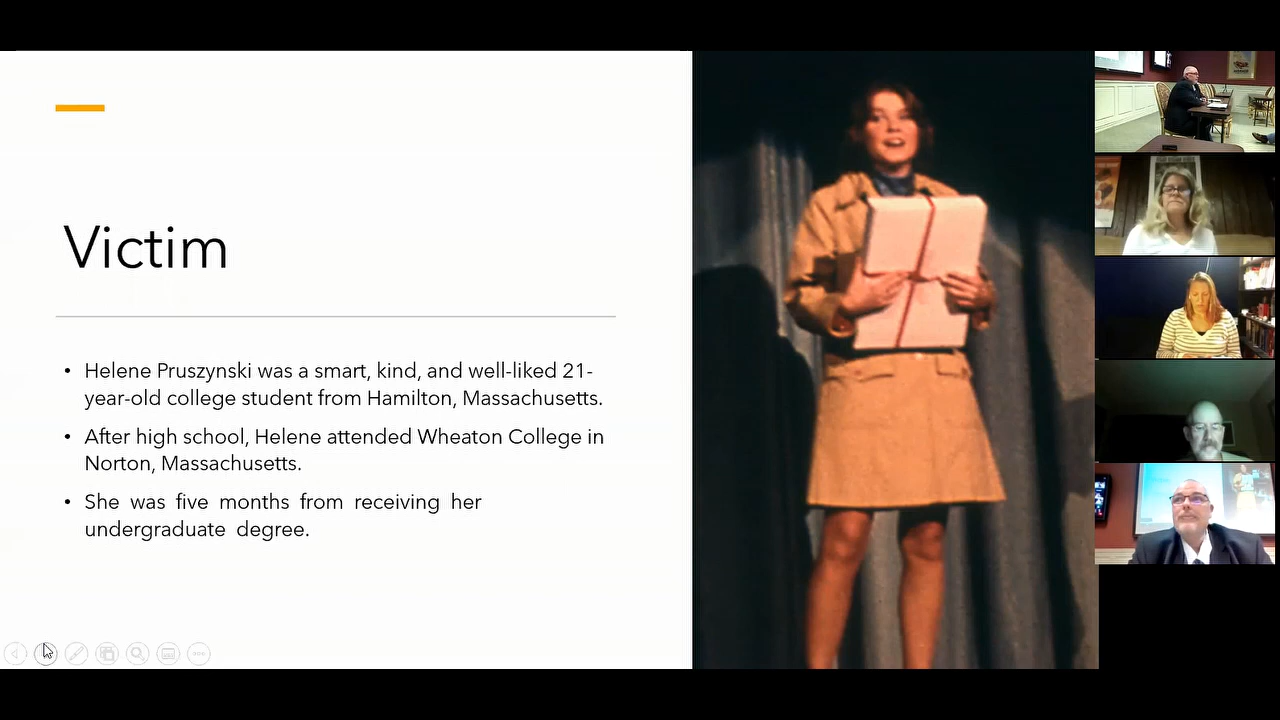 Victim
• Helene Pruszynski was a smart, kind, and well-liked 21-
year-old college student from Hamilton, Massachusetts.
• After high school, Helene attended Wheaton College in
Norton, Massachusetts.
• She was five months from receiving her
undergraduate degree.